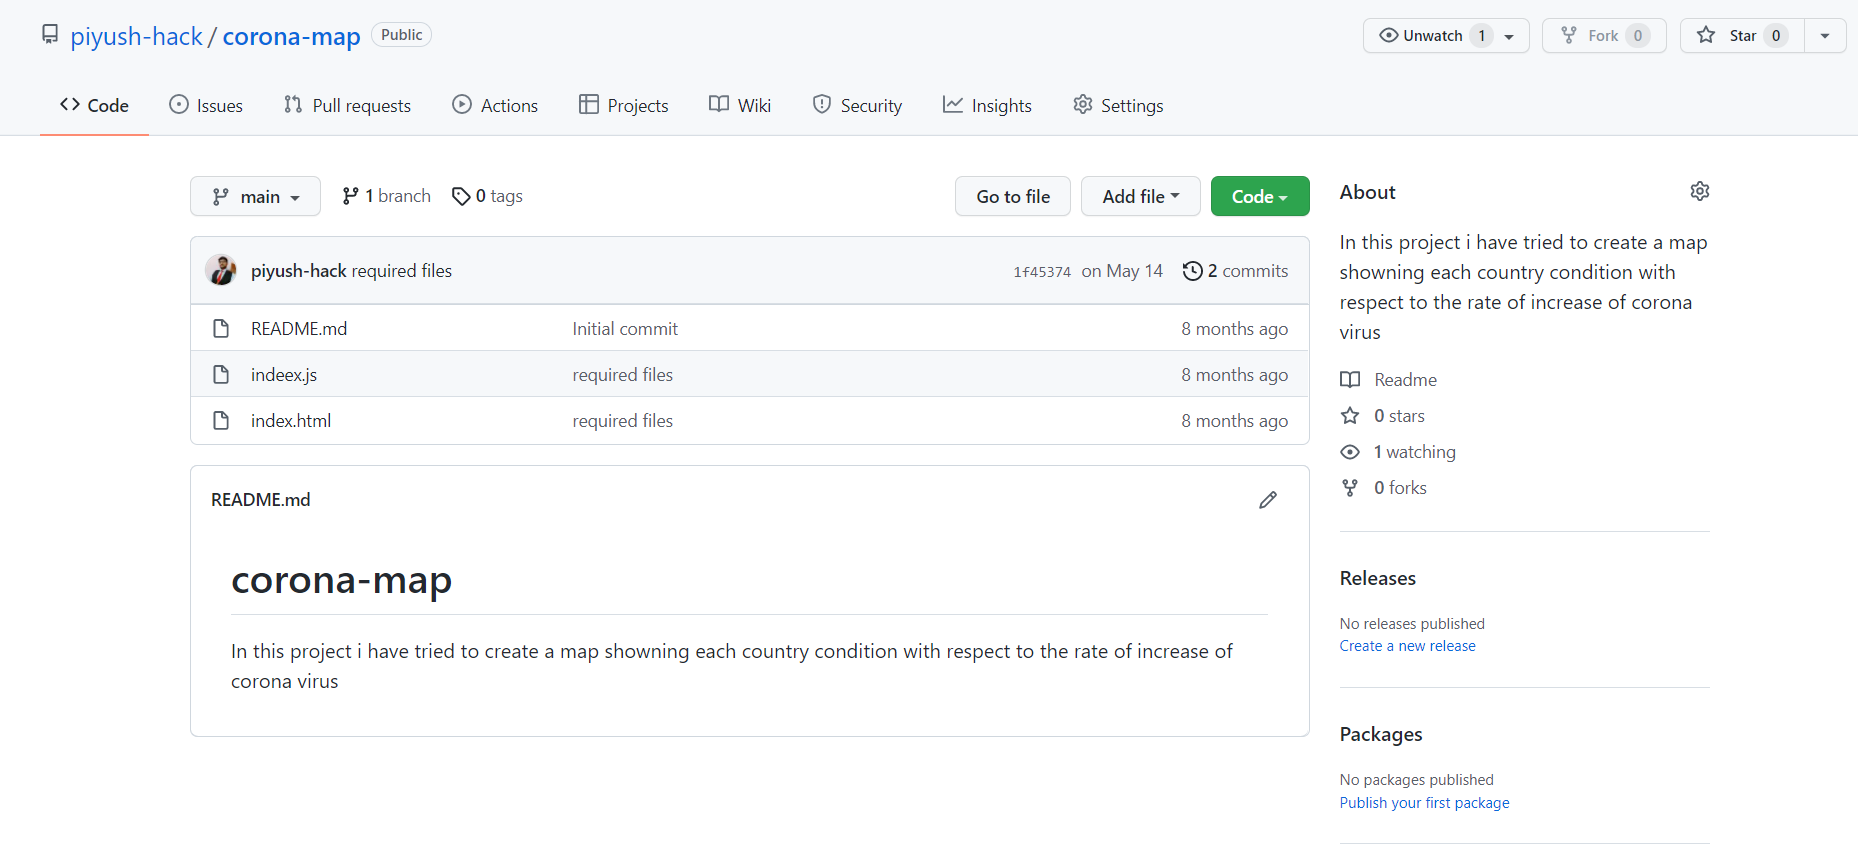 piyush-hack / corona-map Public
Unwatch 1
Fork 0
Star 0
Code
Issues
Pull requests
Actions
Projects
Wiki
Security
Insights
Settings
main
1 branch
0 tags
Go to file
Add file
Code
piyush-hack required files
1f45374 on May 14
2 commits
README.md Initial commit 8 months ago
indeex.js required files 8 months ago
index.html required files 8 months ago
README.md
corona-map
In this project i have tried to create a map showning each country condition with respect to the rate of increase of
corona virus
About
In this project i have tried to create a map
showning each country condition with
respect to the rate of increase of corona
virus
Readme
0 stars
1 watching
0 forks
Releases
No releases published
Create a new release
Packages
No packages published
Publish your first package